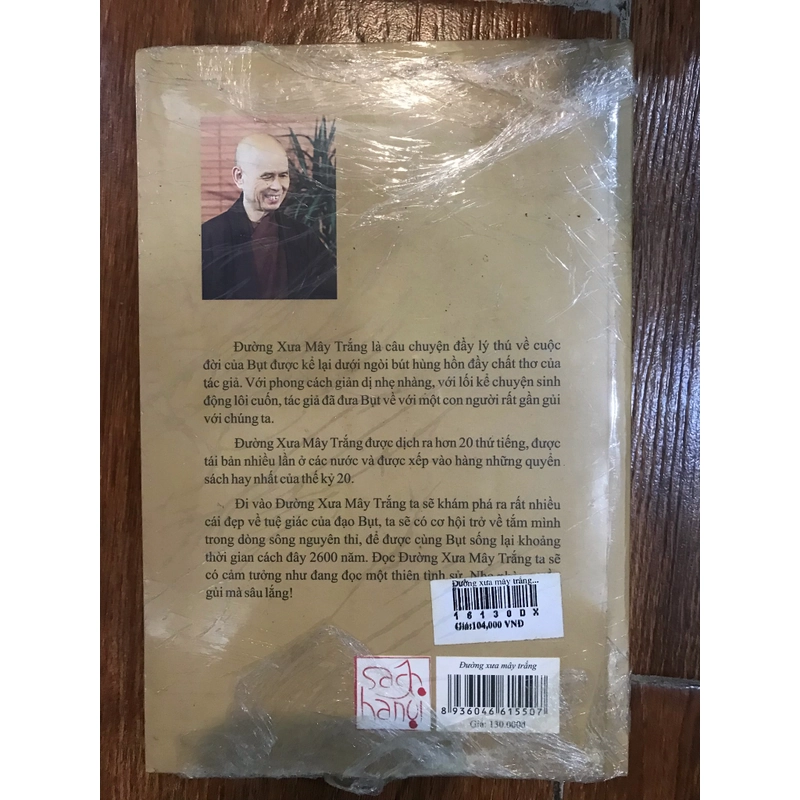 Đường Xưa Mây Trắng là câu chuyện đầy lý thú về cuộc
đời của Bụt được kể lại dưới ngòi bút hùng hồn đầy chất thơ của
tác giả. Với phong cách giản dị nhẹ nhàng, với lối kể chuyện sinh
động lôi cuốn, tác giả đã đưa Bụt về với một con người rất gần gủi
với chúng ta.
Đường Xưa Mây Trắng được dịch ra hơn 20 thứ tiếng, được
tái bản nhiều lần ở các nước và được xếp vào hàng những quyển
sách hay nhất của thế kỷ 20.
Đi vào Đường Xưa Mây Trắng ta sẽ khám phá ra rất nhiều
cái đẹp về tuệ giác của đạo Bụt, ta sẽ có cơ hội trở về tắm mình
trong dòng sông nguyên thỉ, để được cùng Bụt sống lại khoảng
thời gian cách đây 2600 năm. Đọc Đường Xưa Mây Trắng ta sẽ
có cảm tưởng như đang đọc một thiên tình sử.
gủi mà sâu lắng!
Đường xưa mây trắng...
16130DX
Giá:104,000 VND
sách
hà nội
Đường xưa mây trắng
8 936046 615507
Giá: 130.000đ